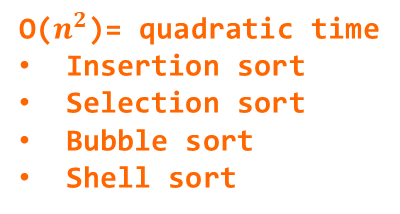 O(n²)= quadratic time
• Insertion sort
• Selection sort
• Bubble sort
• Shell sort